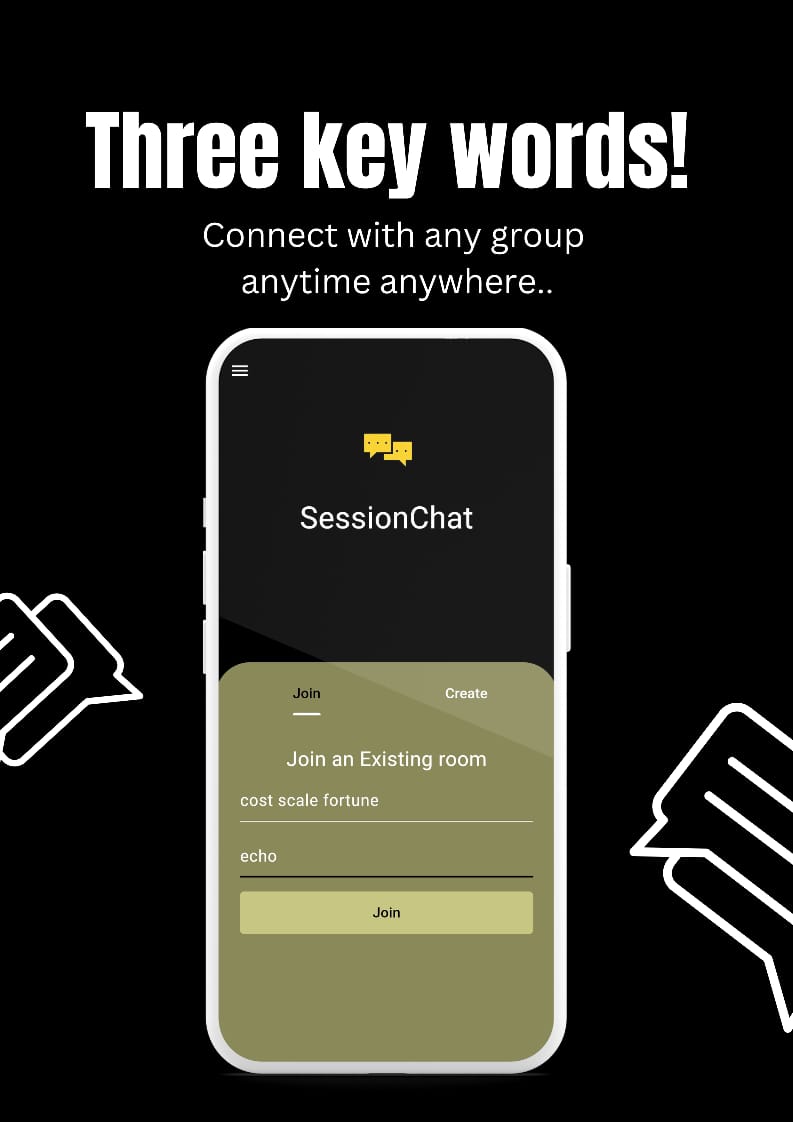 Three key words!
Connect with any group
anytime anywhere..
SessionChat
Join Create
Join an Existing room
cost scale fortune
echo
Join